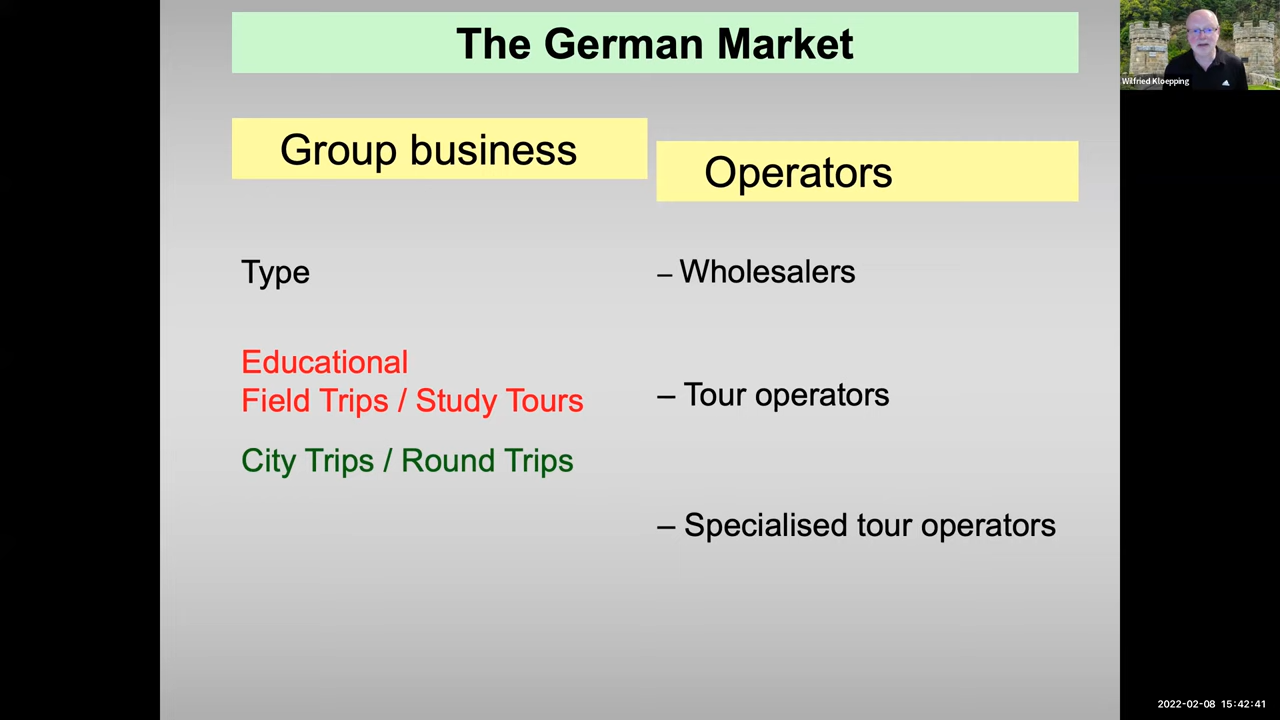 The German Market
Group business
Operators
Type
Educational
Field Trips / Study Tours
City Trips / Round Trips
– Wholesalers
– Tour operators
– Specialised tour operators
Wilfried Kloepping
2022-02-08 15:42:41